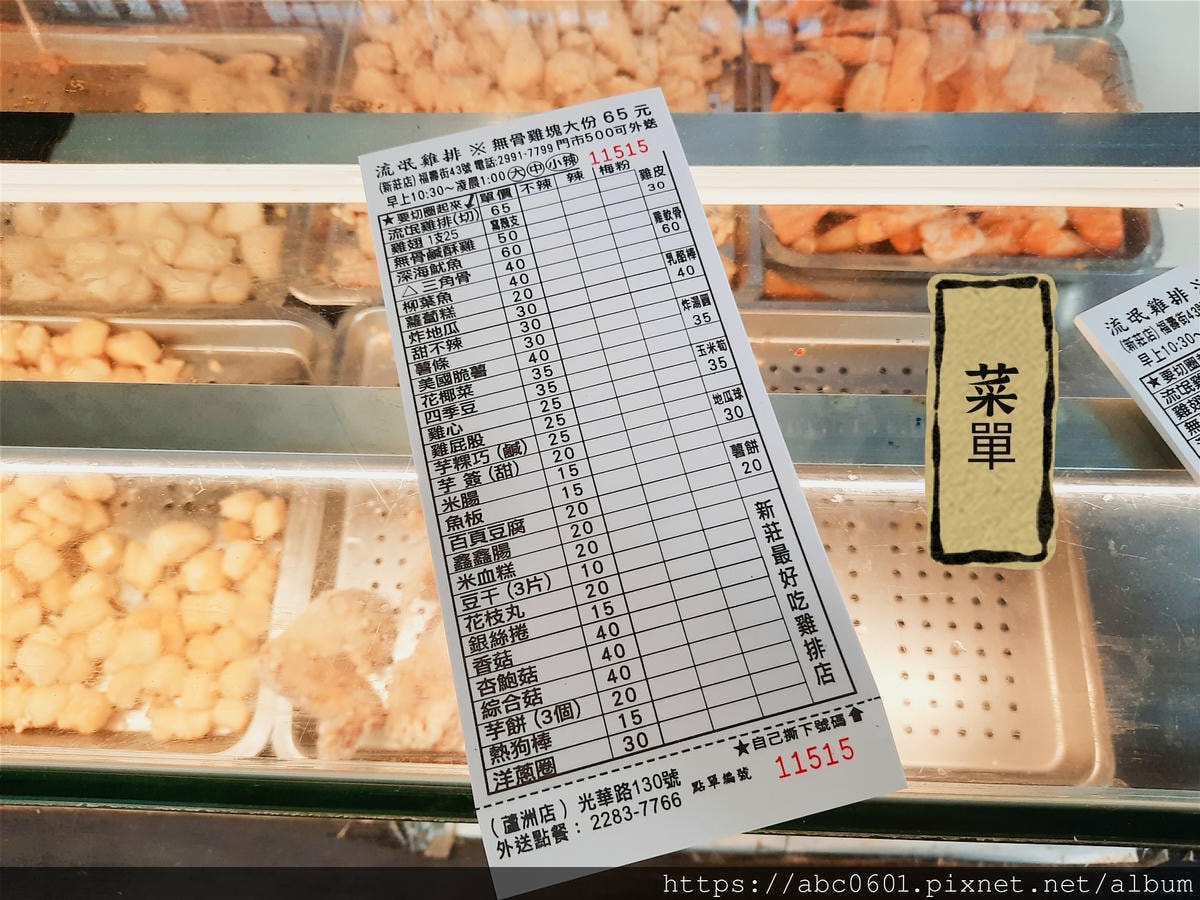 流氓雞排 ※ 無骨雞塊大份 65 元
(新莊店) 福壽街43號 電話:2991-7799 門市500可外送
早上10:30~凌晨1:00 大 中 小辣 11515
★要切圈起來✓ 單價 不辣 辣 梅粉
流氓雞排(切) 65
雞翅 1支25
無骨鹹酥雞 50
深海魷魚 60
△三角骨 40
柳葉魚 40
蘿蔔糕 20
炸地瓜 30
甜不辣 30
薯條 30
美國脆薯 40
花椰菜 35
四季豆 35
雞心 25
雞屁股 25
芋粿巧(鹹) 25
芋簽(甜) 20
米腸 15
魚板 15
百頁豆腐 20
鑫鑫腸 20
米血糕 20
豆干(3片) 10
花枝丸 20
銀絲捲 15
香菇 40
杏鮑菇 40
綜合菇 40
芋餅(3個) 20
熱狗棒 15
洋蔥圈 30
雞皮
30
雞軟骨
60
乳酪棒
40
炸湯圓
35
玉米筍
35
地瓜球
30
薯餅
20
新莊最好吃雞排店
★自己撕下號碼⬆
點單編號 11515
(蘆洲店) 光華路130號
外送點餐: 2283-7766
菜單
流氓雞排※
(新莊店) 福壽街43號
早上10:30~
★要切圈
流氓
雞翅
無
https://abc0601.pixnet.net/album